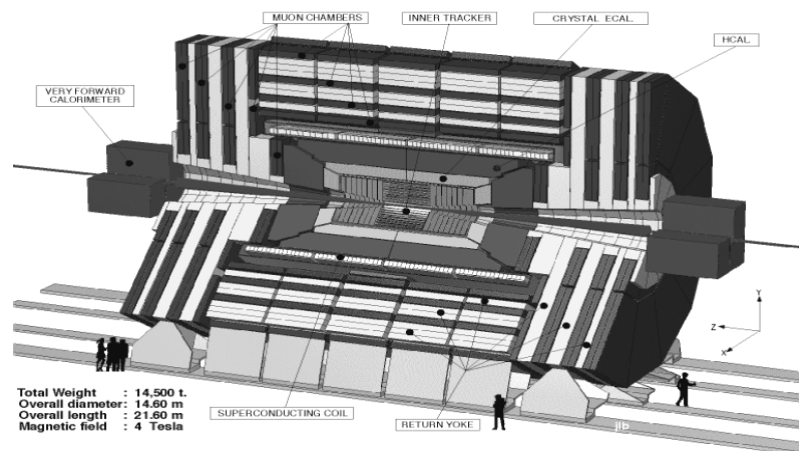 MUON CHAMBERS
INNER TRACKER
CRYSTAL ECAL
HCAL
VERY FORWARD
CALORIMETER
Y
Z
X
Total Weight : 14,500 t.
Overall diameter: 14.60 m
Overall length : 21.60 m
Magnetic field : 4 Tesla
SUPERCONDUCTING COIL
RETURN YOKE
jlb